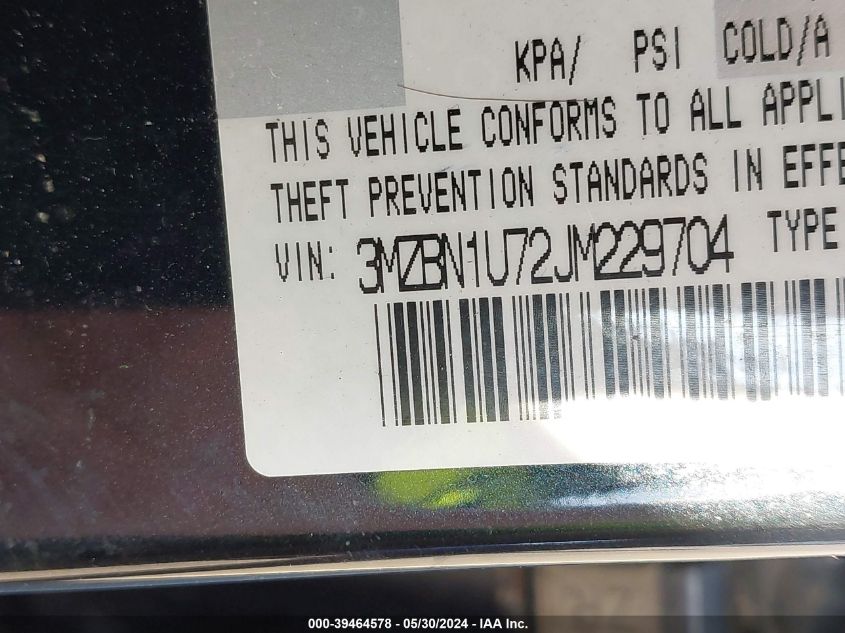 KPA/ PSI COLD/A
THIS VEHICLE CONFORMS TO ALL APPLI
THEFT PREVENTION STANDARDS IN EFFE
VIN: 3MZBN1U72JM229704 TYPE
000-39464578 - 05/30/2024 - IAA Inc.